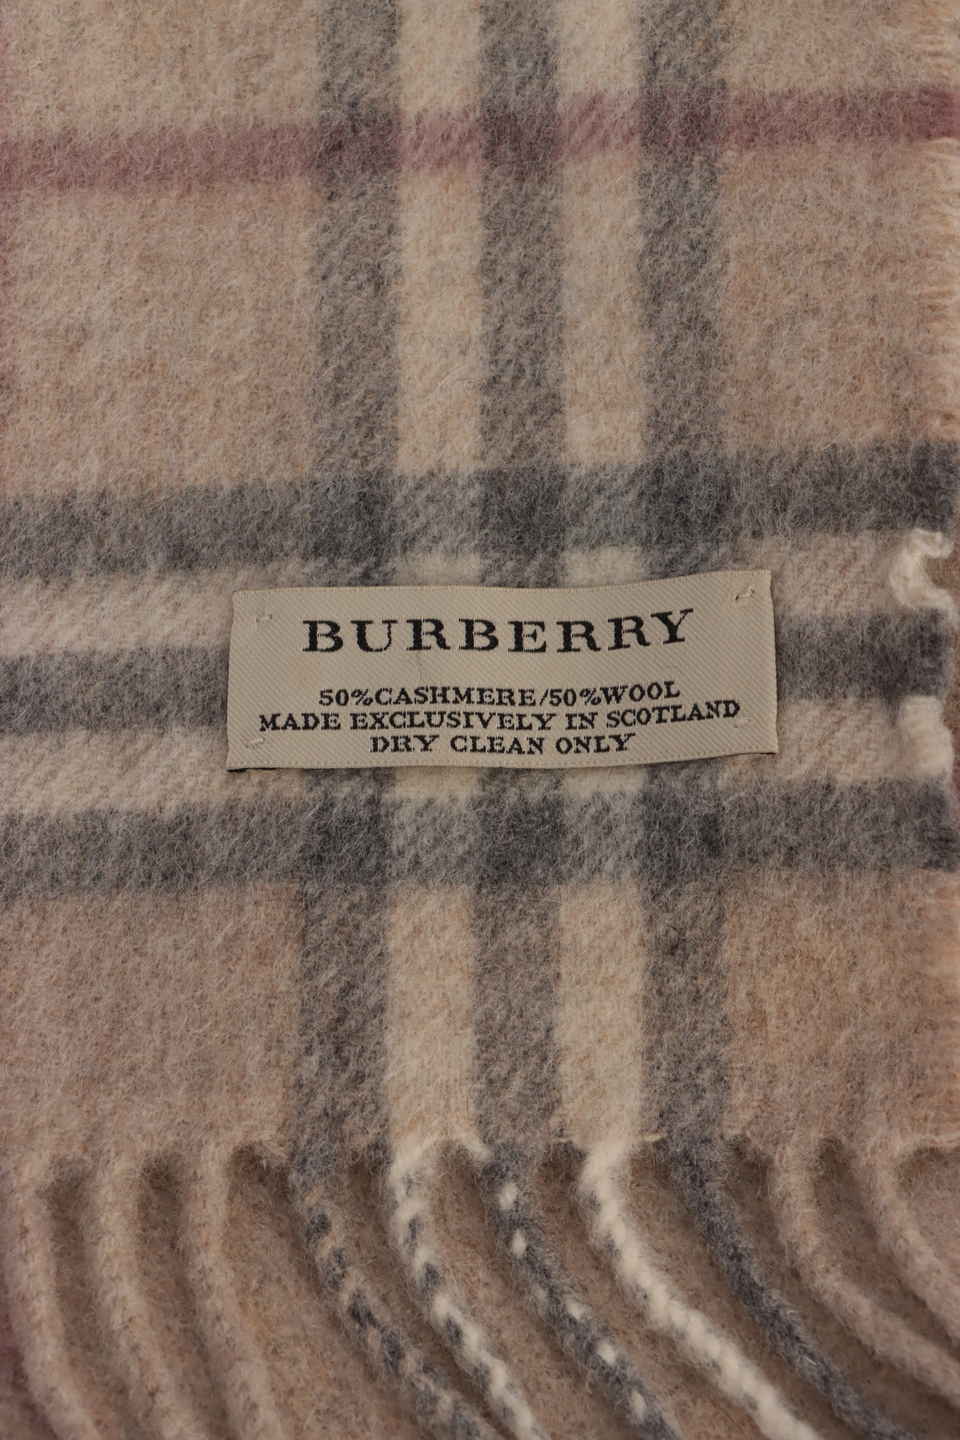 BURBERRY
50%CASHMERE/50%WOOL
MADE EXCLUSIVELY IN SCOTLAND
DRY CLEAN ONLY